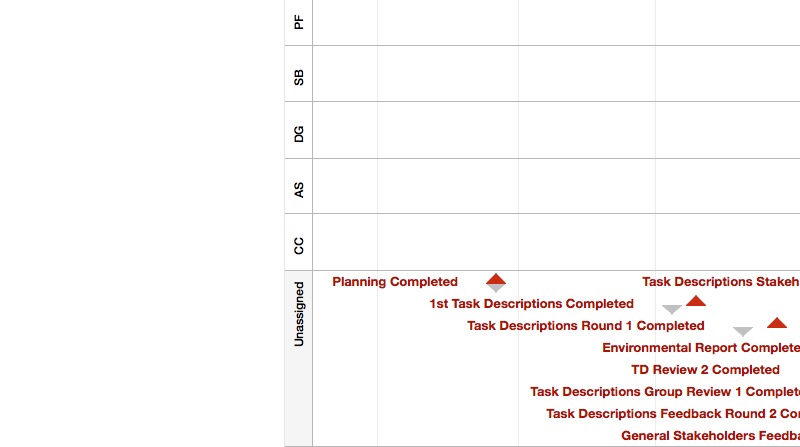 PF
SB
DG
AS
CC
Unassigned
Planning Completed
Task Descriptions Stakeh
1st Task Descriptions Completed
Task Descriptions Round 1 Completed
Environmental Report Complete
TD Review 2 Completed
Task Descriptions Group Review 1 Complet
Task Descriptions Feedback Round 2 Co
General Stakeholders Feedba